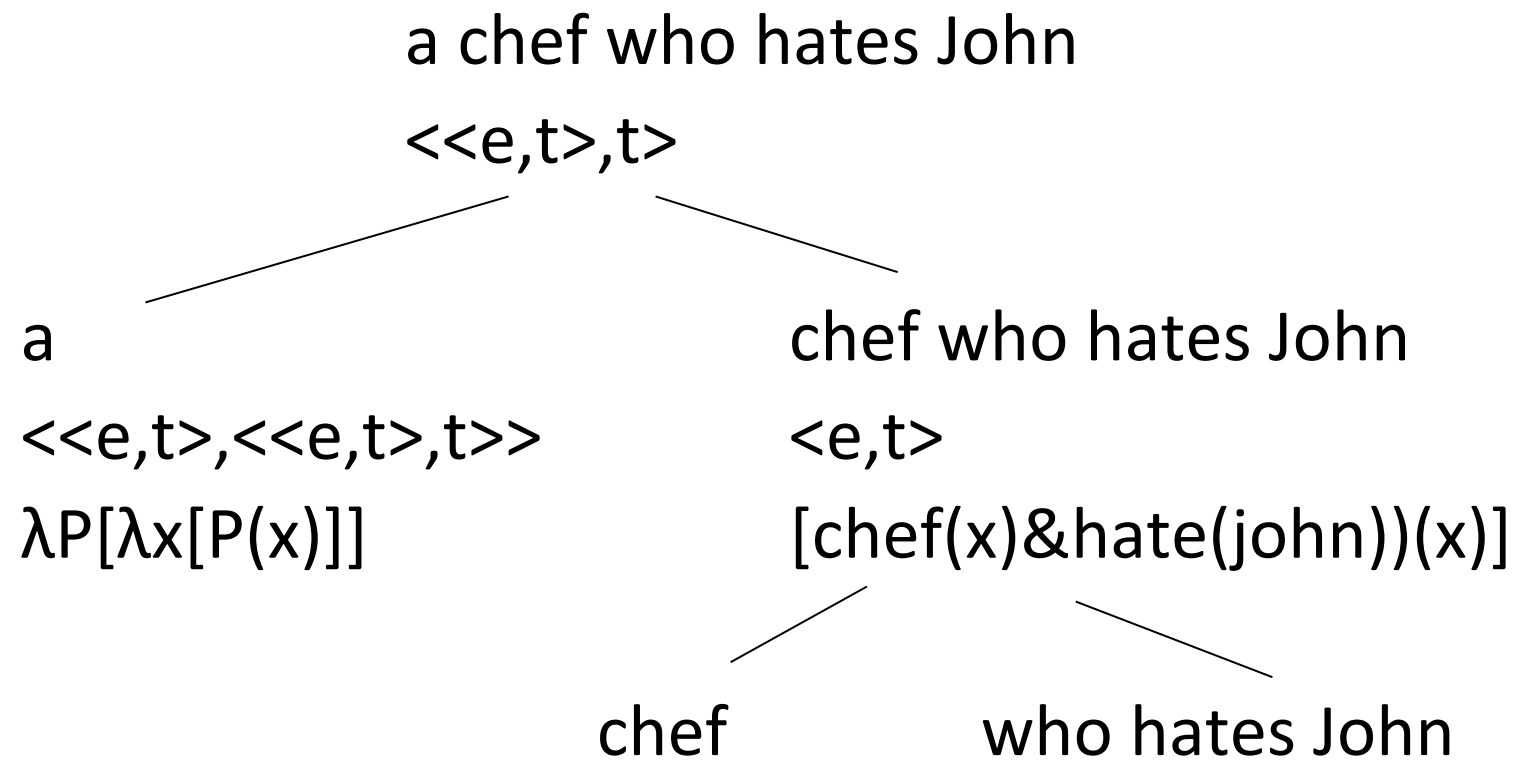 a chef who hates John
<<e,t>,t>
a
<<e,t>,<<e,t>,t>>
λP[λx[P(x)]]
chef who hates John
<e,t>
[chef(x)&hate(john))(x)]
chef
who hates John